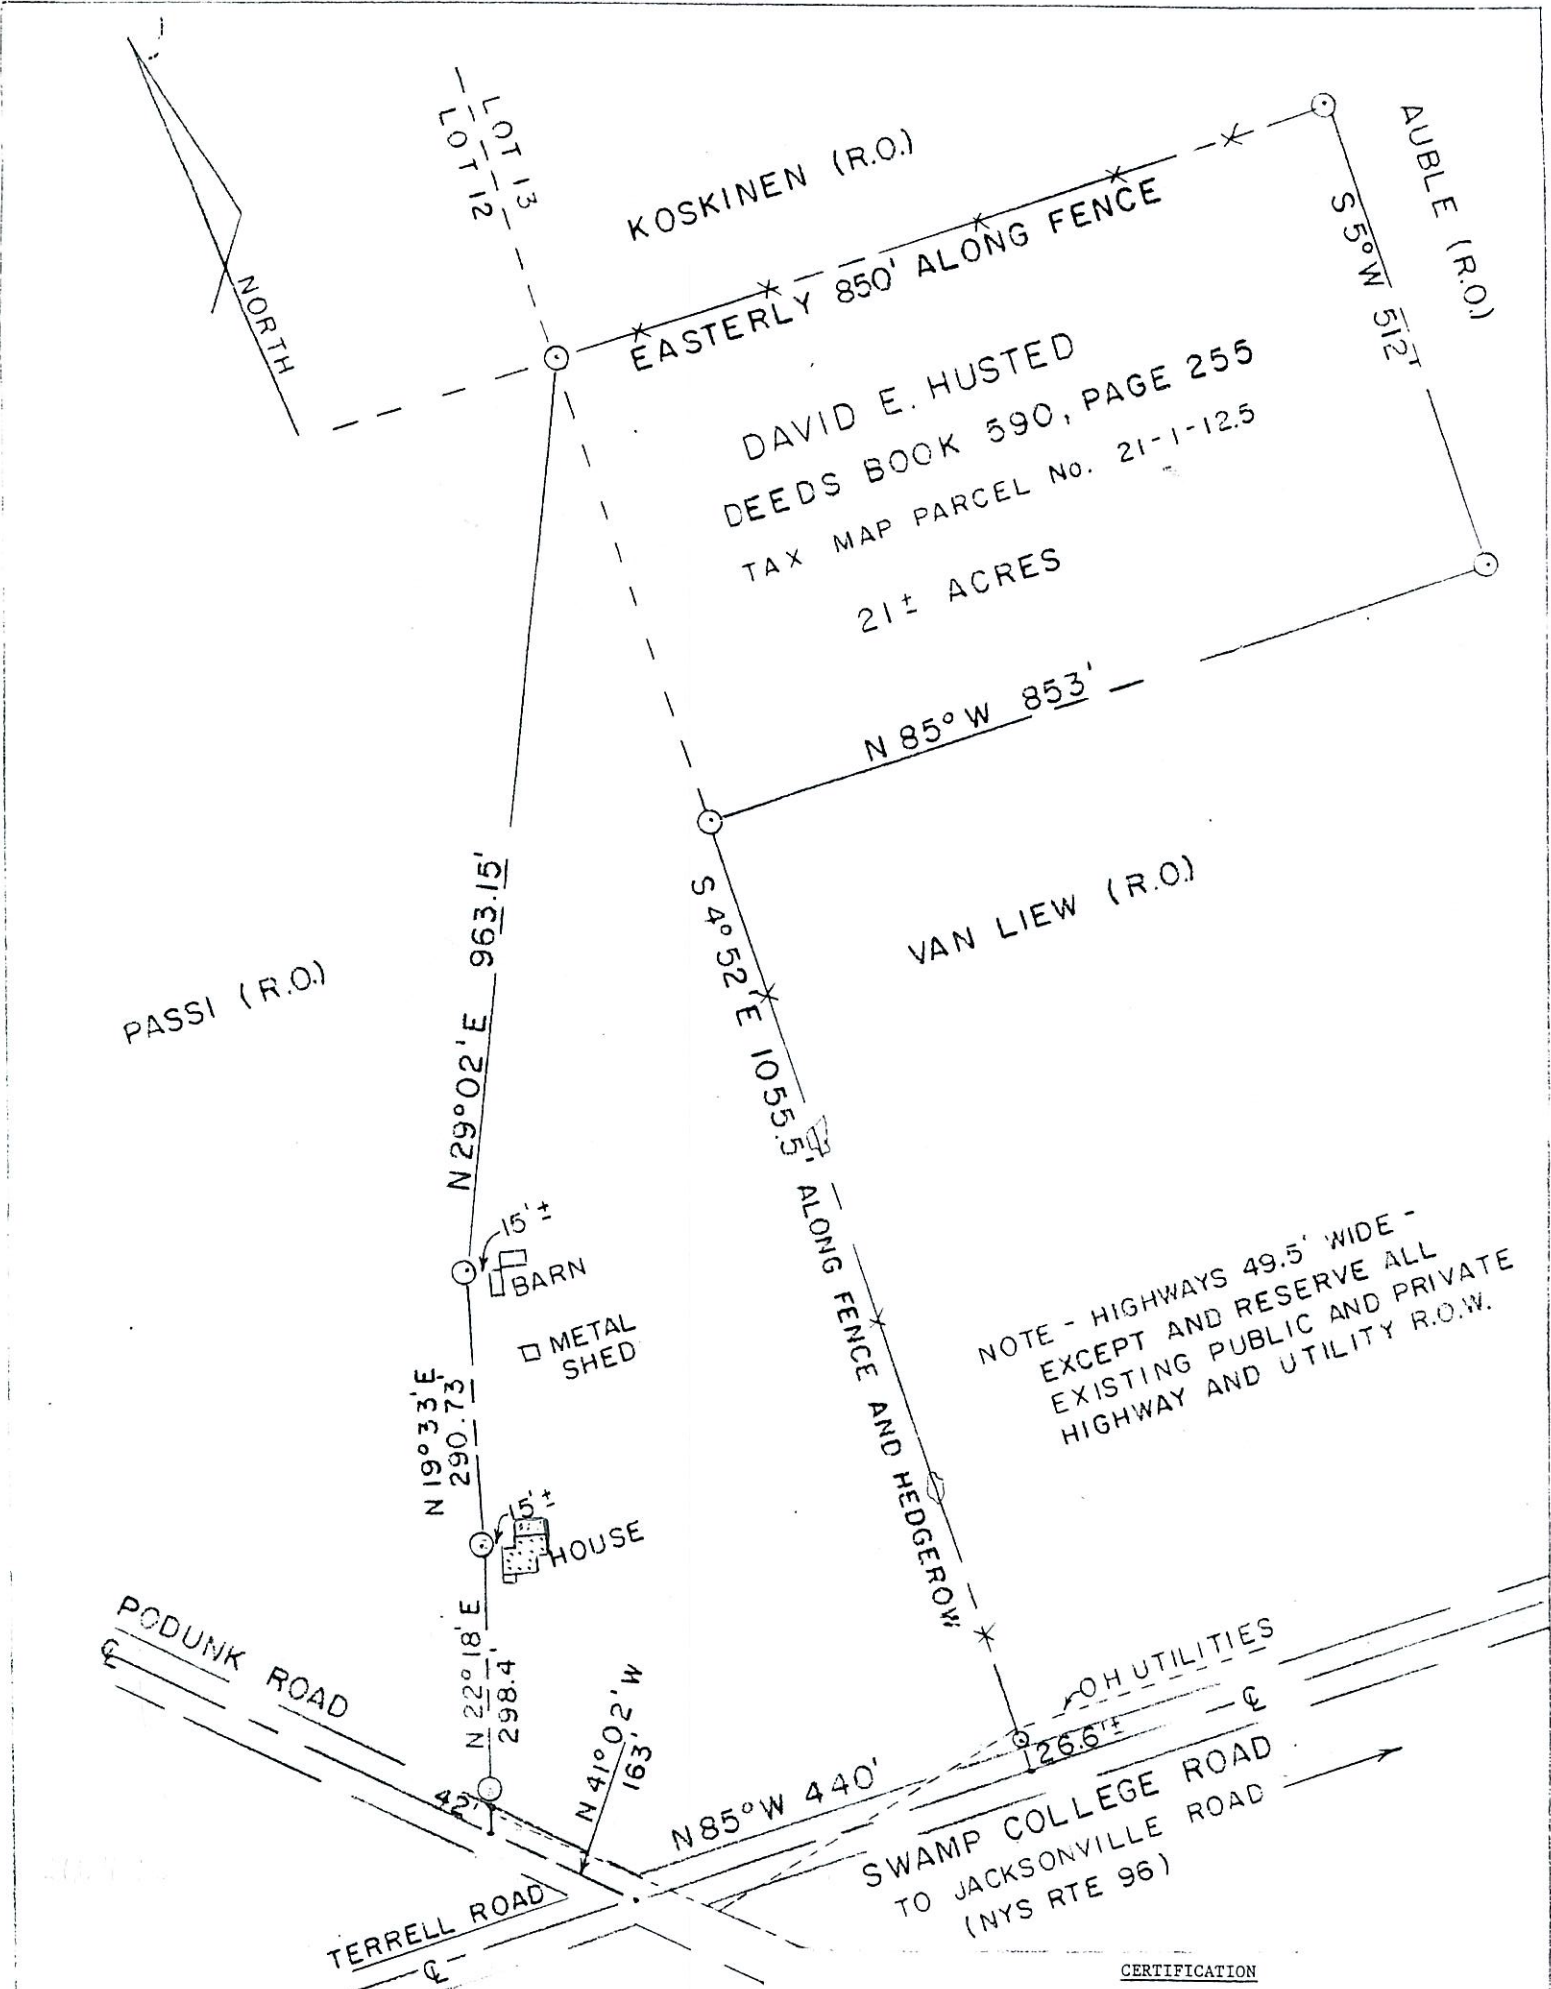 LOT 13
LOT 12
NORTH
KOSKINEN (R.O.)
AUBLE (R.O.)
EASTERLY 850' ALONG FENCE
S 5° W 512'
DAVID E. HUSTED
DEEDS BOOK 590, PAGE 255
TAX MAP PARCEL No. 21-1-12.5
21± ACRES
N 85° W 853'
963.15'
N 29° 02' E
S 4° 52' E 1055.5' ALONG FENCE AND HEDGEROW
VAN LIEW (R.O.)
PASSI (R.O.)
15'±
BARN
METAL
SHED
N 19° 33' E
290.73'
NOTE - HIGHWAYS 49.5' WIDE -
EXCEPT AND RESERVE ALL
EXISTING PUBLIC AND PRIVATE
HIGHWAY AND UTILITY R.O.W.
15'±
HOUSE
PODUNK ROAD
℄
N 22° 18' E
298.4'
N 41° 02' W
163'
42'
OH UTILITIES
℄
26.6'±
N 85° W 440'
SWAMP COLLEGE ROAD
TO JACKSONVILLE ROAD
(NYS RTE 96)
TERRELL ROAD
℄
CERTIFICATION